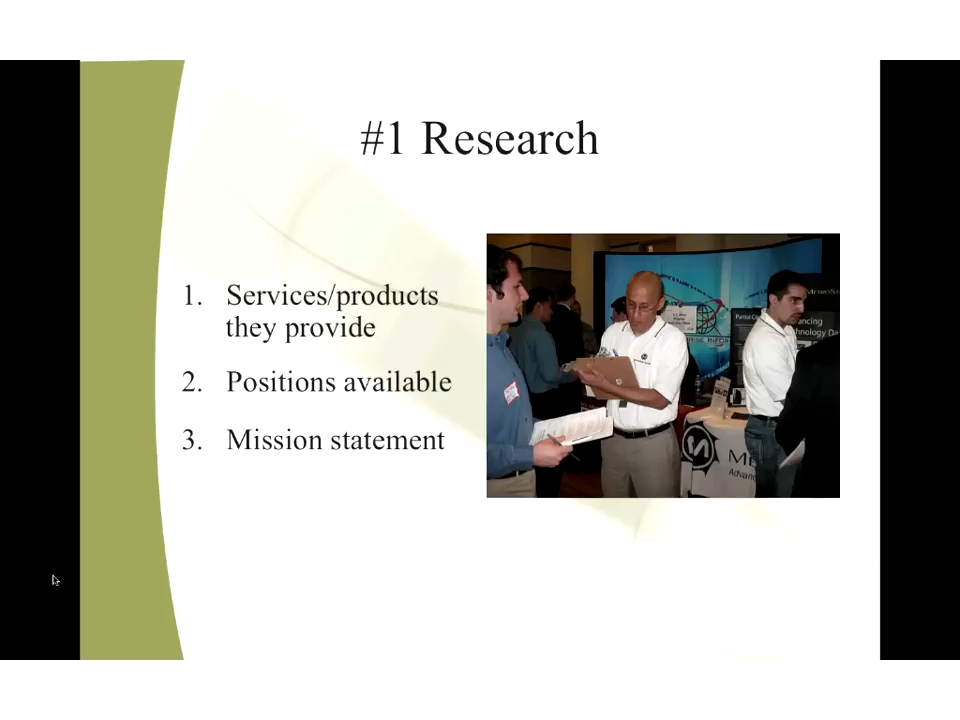 #1 Research
1. Services/products
they provide
2. Positions available
3. Mission statement